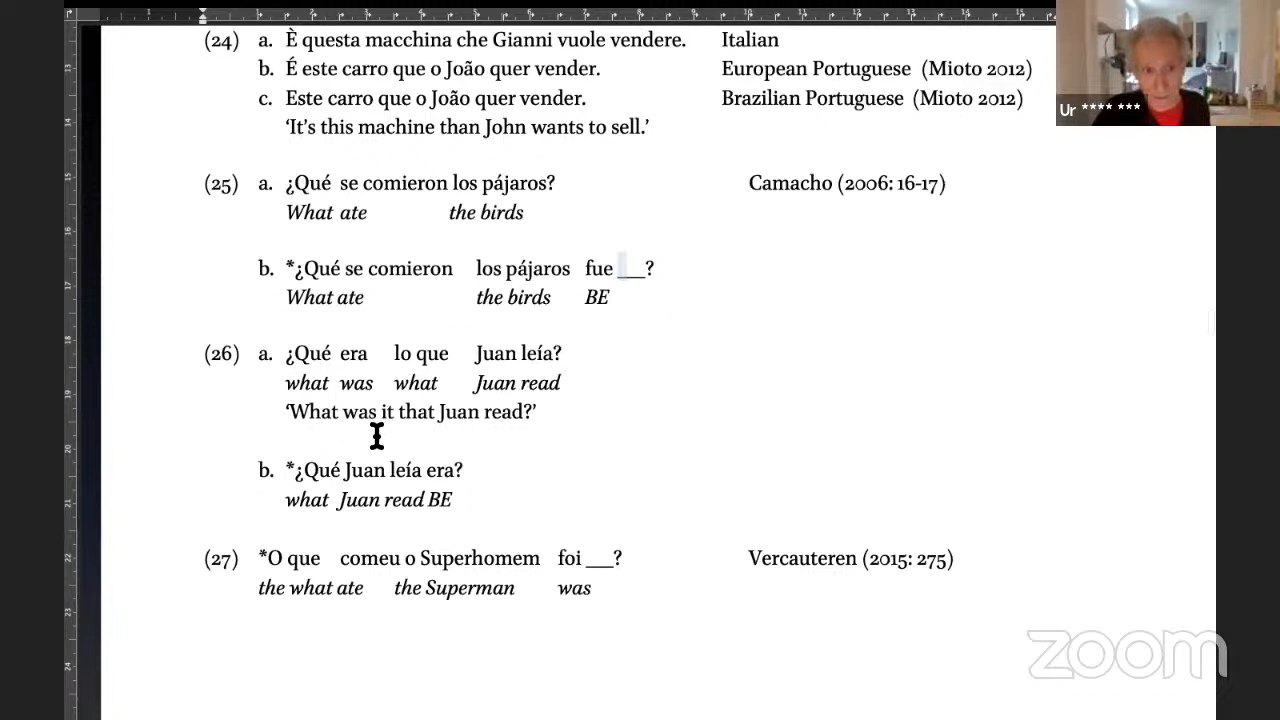 (24) a. È questa macchina che Gianni vuole vendere. Italian
b. É este carro que o João quer vender. European Portuguese (Mioto 2012)
c. Este carro que o João quer vender. Brazilian Portuguese (Mioto 2012)
‘It’s this machine than John wants to sell.’
Ur **** ***
(25) a. ¿Qué se comieron los pájaros? Camacho (2006: 16-17)
What ate the birds
b. *¿Qué se comieron los pájaros fue __?
What ate the birds BE
(26) a. ¿Qué era lo que Juan leía?
what was what Juan read
‘What was it that Juan read?’
b. *¿Qué Juan leía era?
what Juan read BE
(27) *O que comeu o Superhomem foi __? Vercauteren (2015: 275)
the what ate the Superman was
zoom